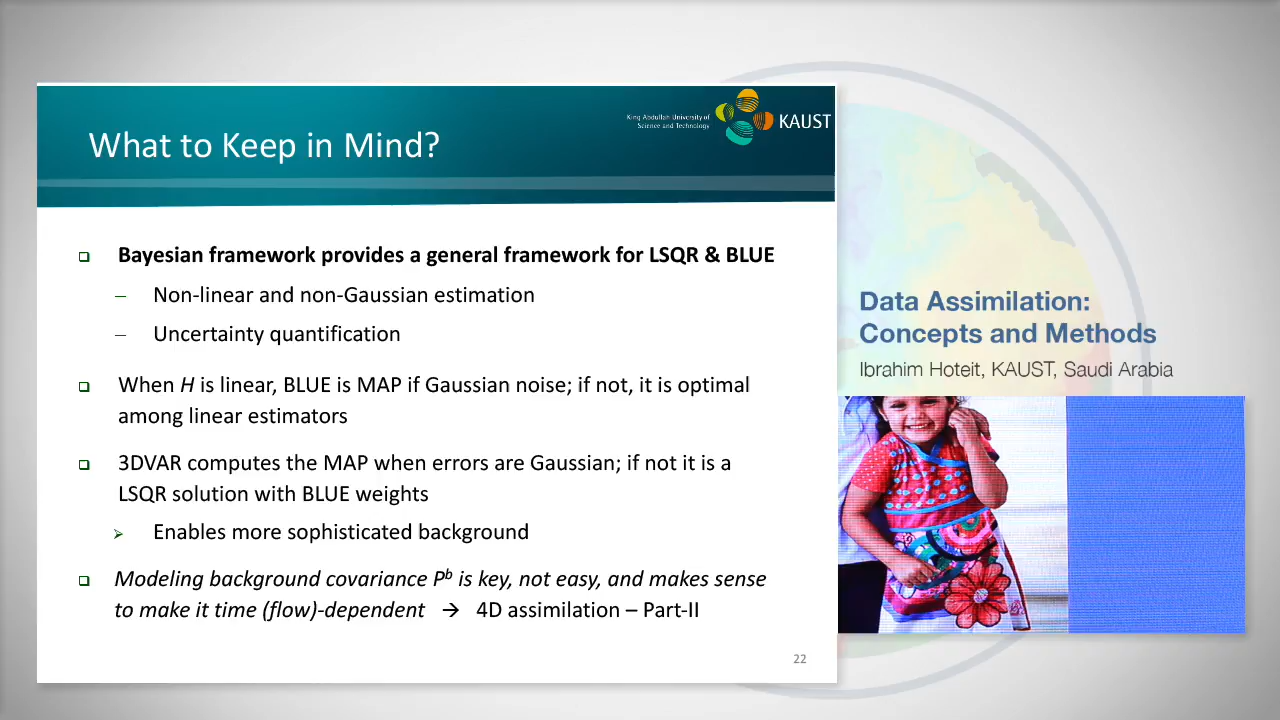 King Abdullah University of
Science and Technology
KAUST
What to Keep in Mind?
❑ Bayesian framework provides a general framework for LSQR & BLUE
– Non-linear and non-Gaussian estimation
– Uncertainty quantification
❑ When H is linear, BLUE is MAP if Gaussian noise; if not, it is optimal
among linear estimators
❑ 3DVAR computes the MAP when errors are Gaussian; if not it is a
LSQR solution with BLUE weights
➢ Enables more sophisticated background
❑ Modeling background covariance Pᵇ is key, not easy, and makes sense
to make it time (flow)-dependent → 4D assimilation – Part-II
22
Data Assimilation:
Concepts and Methods
Ibrahim Hoteit, KAUST, Saudi Arabia